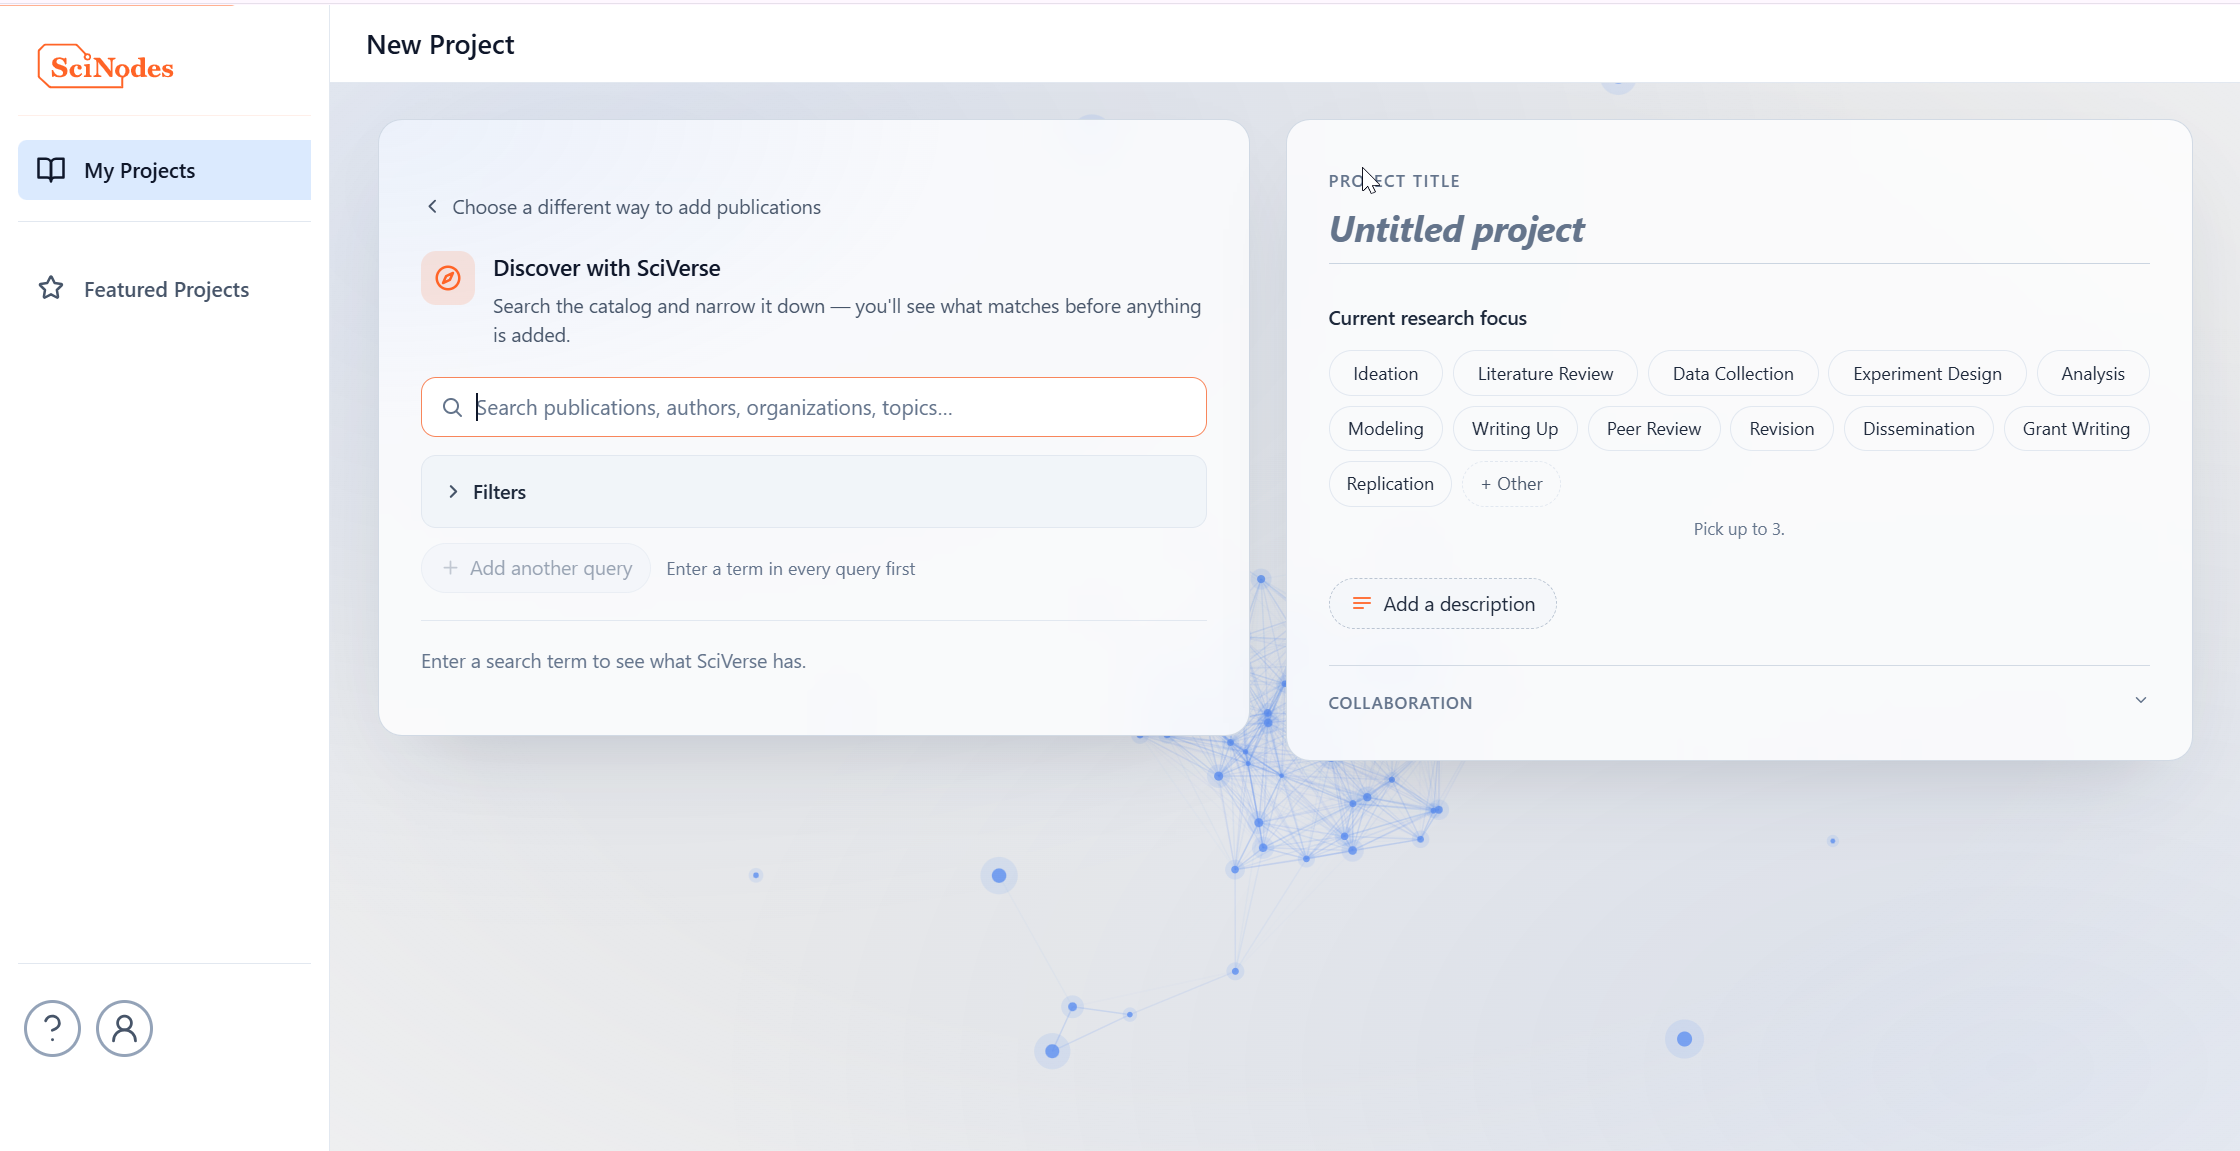 SciNodes
New Project
My Projects
Featured Projects
Choose a different way to add publications
Discover with SciVerse
Search the catalog and narrow it down — you'll see what matches before anything
is added.
Search publications, authors, organizations, topics...
Filters
+ Add another query
Enter a term in every query first
Enter a search term to see what SciVerse has.
PROJECT TITLE
Untitled project
Current research focus
Ideation
Literature Review
Data Collection
Experiment Design
Analysis
Modeling
Writing Up
Peer Review
Revision
Dissemination
Grant Writing
Replication
+ Other
Pick up to 3.
Add a description
COLLABORATION
?